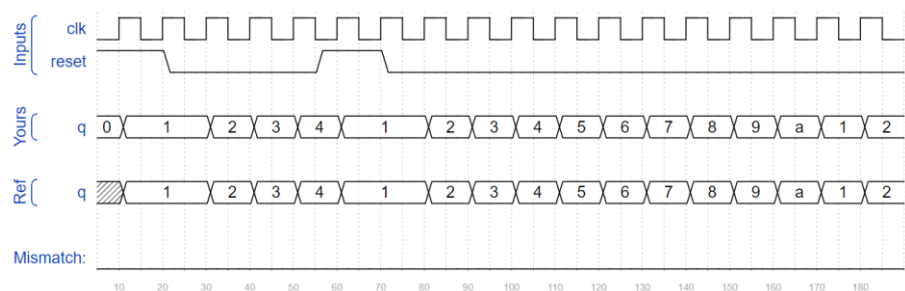 Inputs
clk
reset
Yours
q 0 1 2 3 4 1 2 3 4 5 6 7 8 9 a 1 2
Ref
q 1 2 3 4 1 2 3 4 5 6 7 8 9 a 1 2
Mismatch:
10 20 30 40 50 60 70 80 90 100 110 120 130 140 150 160 170 180